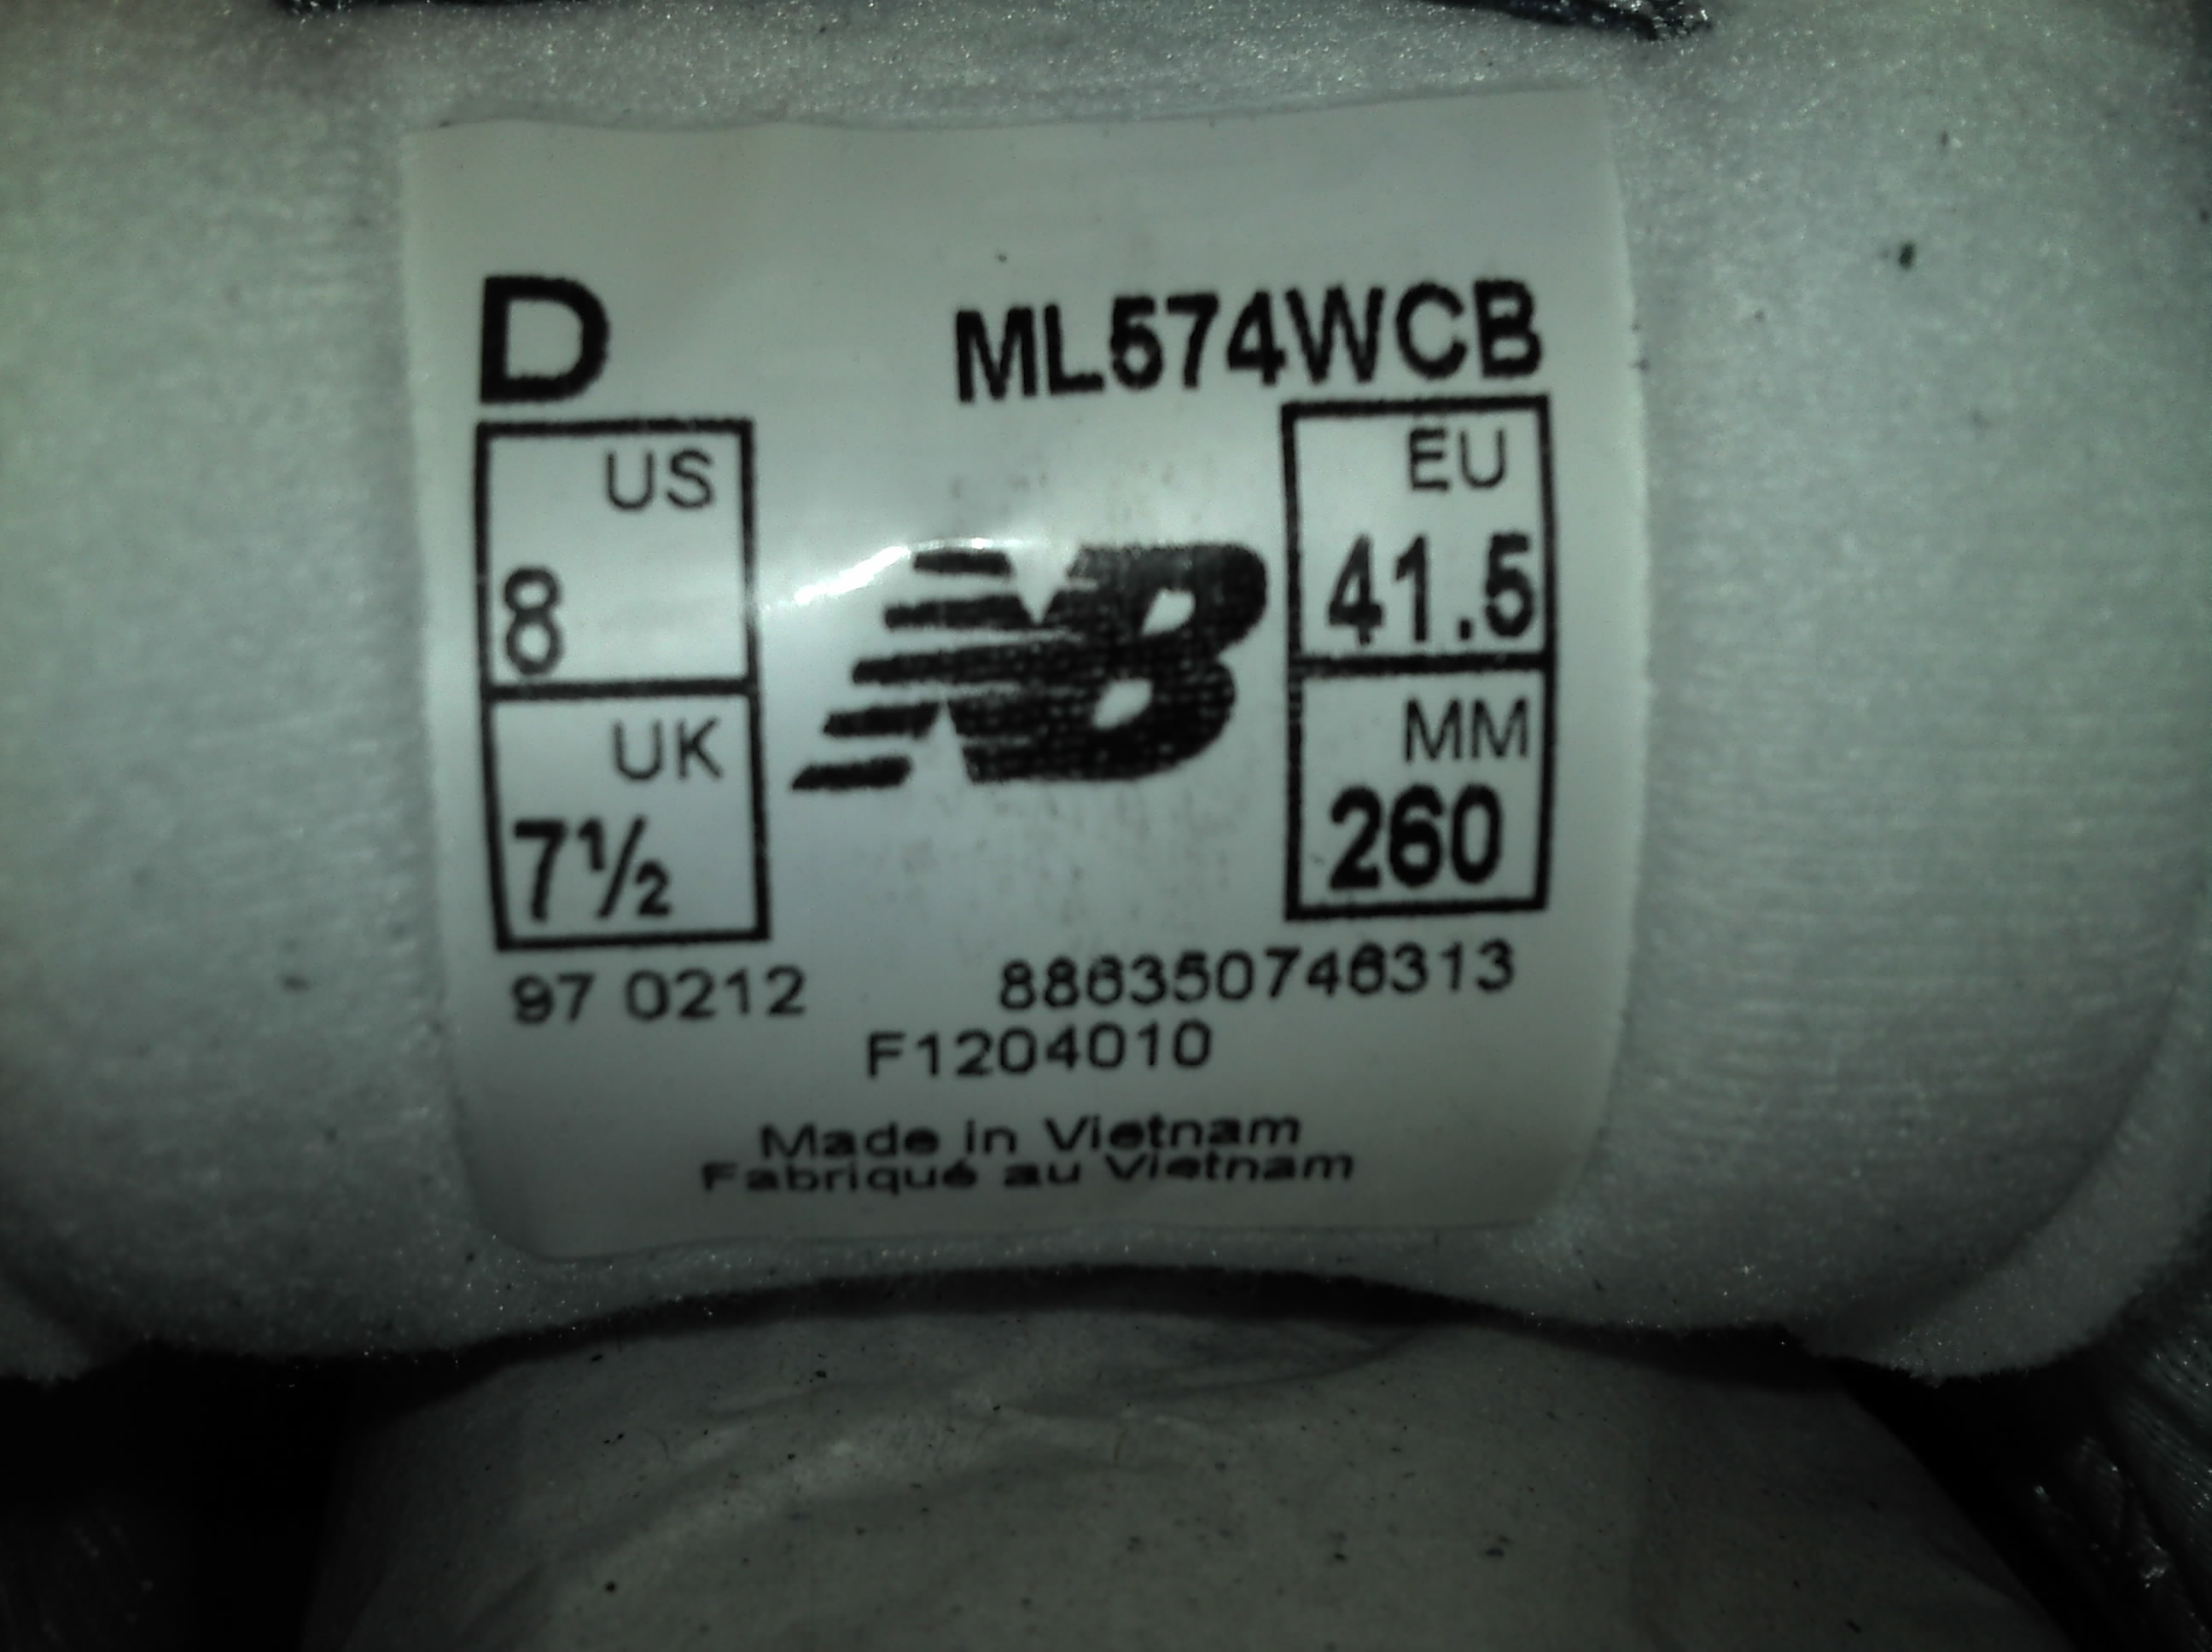 D ML574WCB
US EU
8 41.5
UK MM
7½ 260
NB
97 0212 886350746313
F1204010
Made in Vietnam
Fabriqué au Vietnam